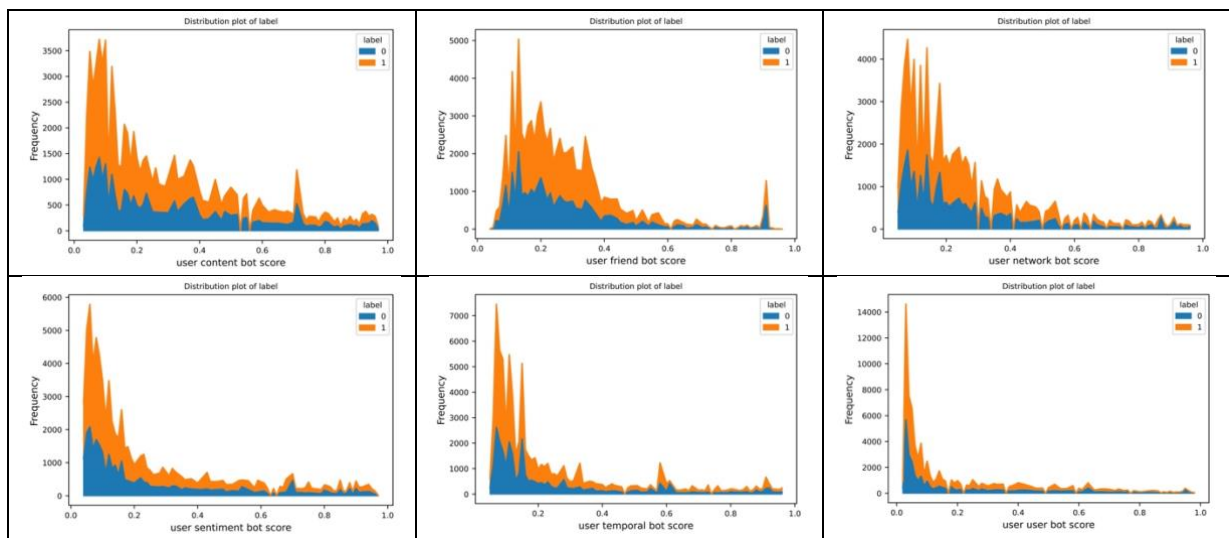 Distribution plot of label
label
0
1
Frequency
3500
3000
2500
2000
1500
1000
500
0
0.0 0.2 0.4 0.6 0.8 1.0
user content bot score
Distribution plot of label
label
0
1
Frequency
5000
4000
3000
2000
1000
0
0.0 0.2 0.4 0.6 0.8 1.0
user friend bot score
Distribution plot of label
label
0
1
Frequency
4000
3000
2000
1000
0
0.2 0.4 0.6 0.8 1.0
user network bot score
Distribution plot of label
label
0
1
Frequency
6000
5000
4000
3000
2000
1000
0
0.0 0.2 0.4 0.6 0.8 1.0
user sentiment bot score
Distribution plot of label
label
0
1
Frequency
7000
6000
5000
4000
3000
2000
1000
0
0.2 0.4 0.6 0.8 1.0
user temporal bot score
Distribution plot of label
label
0
1
Frequency
14000
12000
10000
8000
6000
4000
2000
0
0.0 0.2 0.4 0.6 0.8 1.0
user user bot score